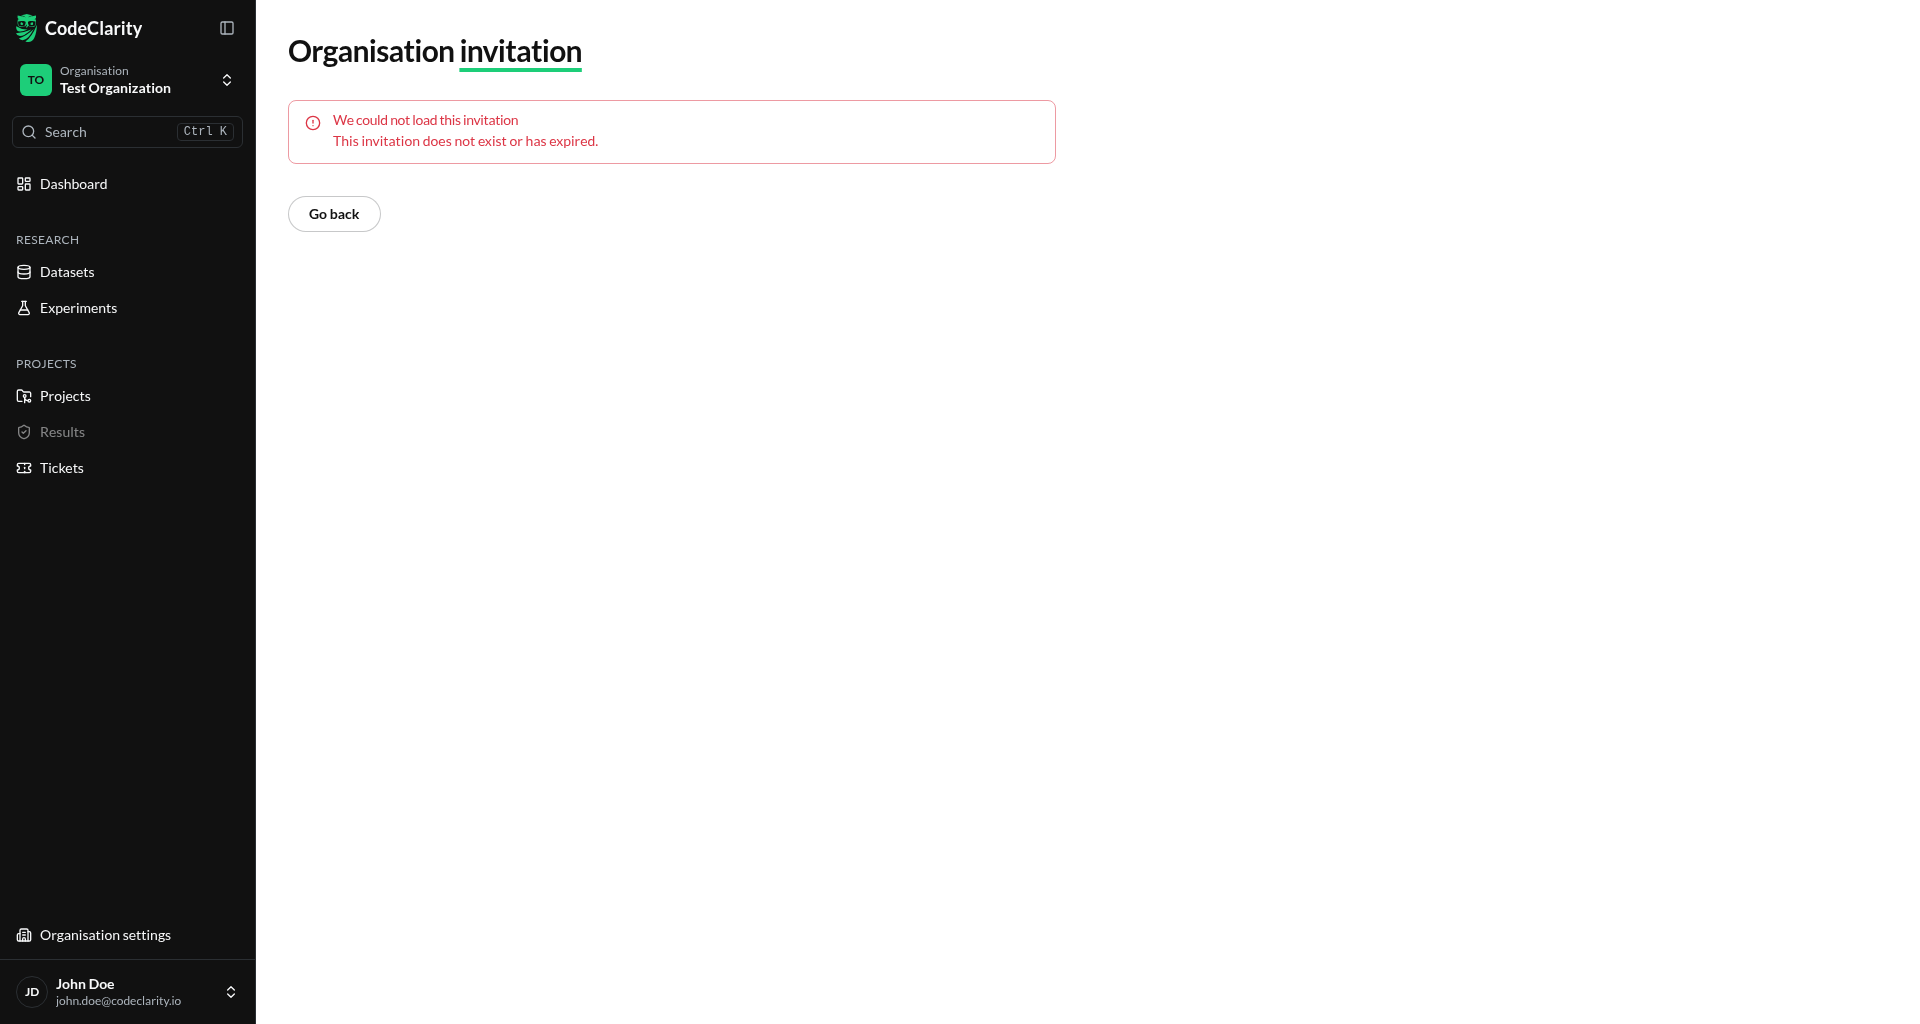 CodeClarity
TO
Organisation
Test Organization
Search
Ctrl K
Dashboard
RESEARCH
Datasets
Experiments
PROJECTS
Projects
Results
Tickets
Organisation settings
JD
John Doe
john.doe@codeclarity.io
Organisation invitation
We could not load this invitation
This invitation does not exist or has expired.
Go back